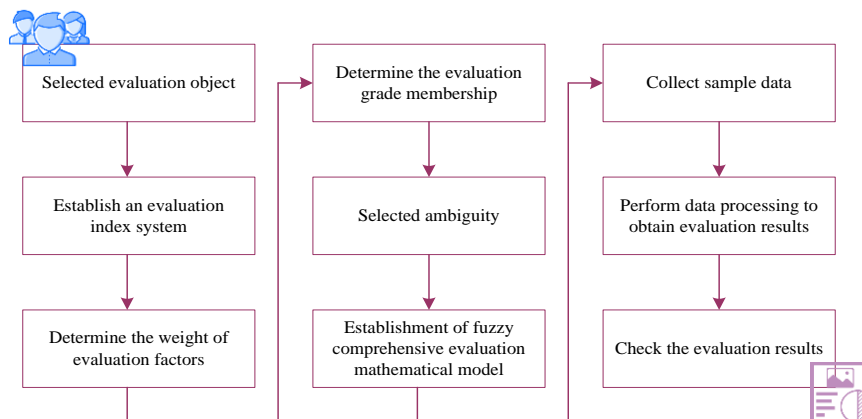 Selected evaluation object
Establish an evaluation
index system
Determine the weight of
evaluation factors
Determine the evaluation
grade membership
Selected ambiguity
Establishment of fuzzy
comprehensive evaluation
mathematical model
Collect sample data
Perform data processing to
obtain evaluation results
Check the evaluation results